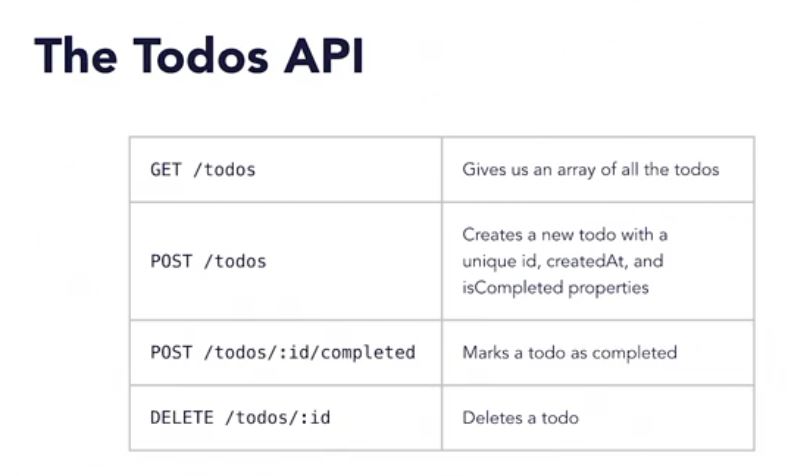 The Todos API
GET /todos
Gives us an array of all the todos
POST /todos
Creates a new todo with a
unique id, createdAt, and
isCompleted properties
POST /todos/:id/completed
Marks a todo as completed
DELETE /todos/:id
Deletes a todo